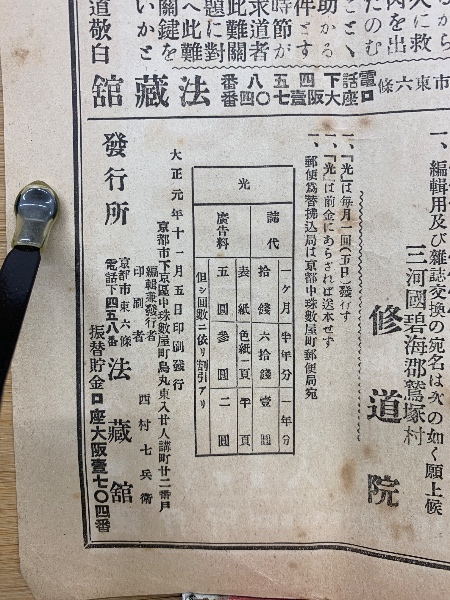 一、編輯用及び雜誌交換の宛名は次の如く願上候
三河國碧海郡鷲塚村
修道院
一、「光」は毎月一回(五日)發行す
一、「光」は前金にあらざれば送本せず
一、郵便爲替拂込局は京都中珠數屋町郵便局宛
光
誌代
一ケ月 半年分 一年分
拾錢 六拾錢 壹圓
廣告料
表紙 色紙一頁 半頁
五圓 參圓 二圓
但シ回數ニ依リ割引アリ
大正元年十一月五日印刷發行
京都市下京區中珠數屋町烏丸東入廿人講町廿二番戸
編輯兼發行者
印刷者
西村七兵衞
發行所
京都市東六條
電話下四五八番
法藏館
振替貯金口座大阪壹七〇四番
市東六條
電話下四五八番
口座大阪壹七〇四番
法藏館
道敬白